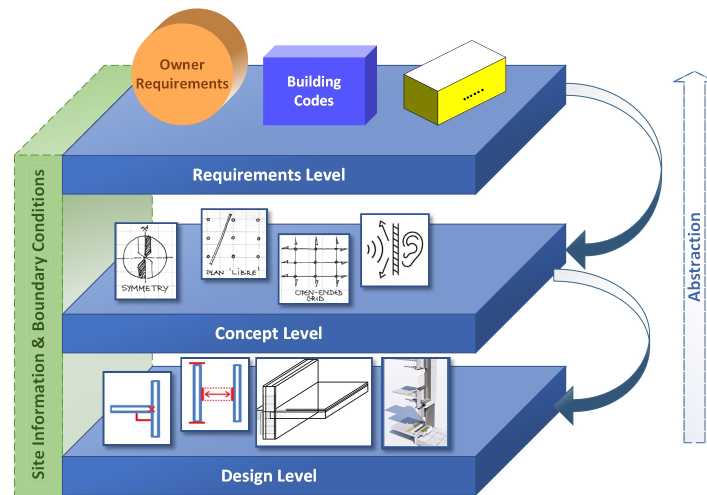 Owner
Requirements
Building
Codes
......
Requirements Level
SYMMETRY
PLAN 'LIBRE'
OPEN-ENDED
GRID
Concept Level
Design Level
Site Information & Boundary Conditions
Abstraction